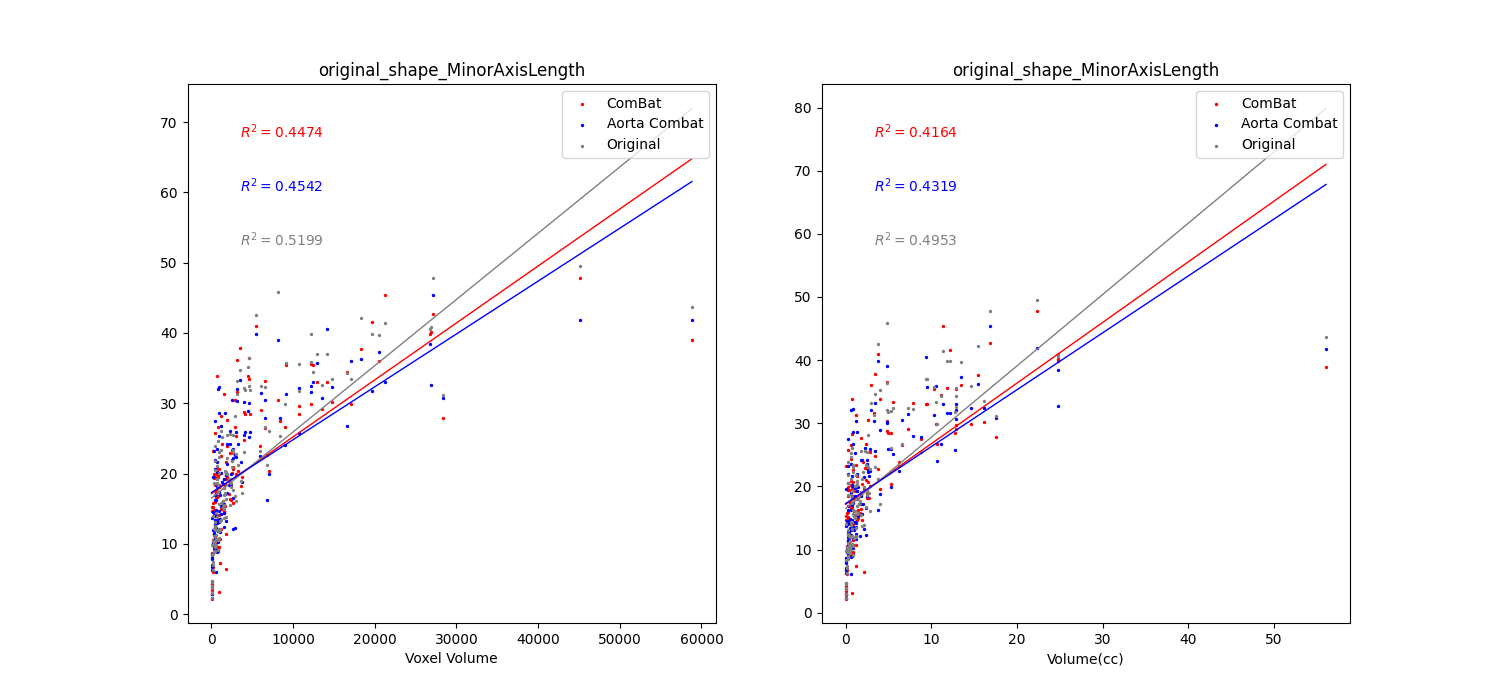 original_shape_MinorAxisLength
ComBat
Aorta Combat
Original
R² = 0.4474
R² = 0.4542
R² = 0.5199
70
60
50
40
30
20
10
0
0 10000 20000 30000 40000 50000 60000
Voxel Volume
original_shape_MinorAxisLength
ComBat
Aorta Combat
Original
R² = 0.4164
R² = 0.4319
R² = 0.4953
80
70
60
50
40
30
20
10
0
0 10 20 30 40 50
Volume(cc)